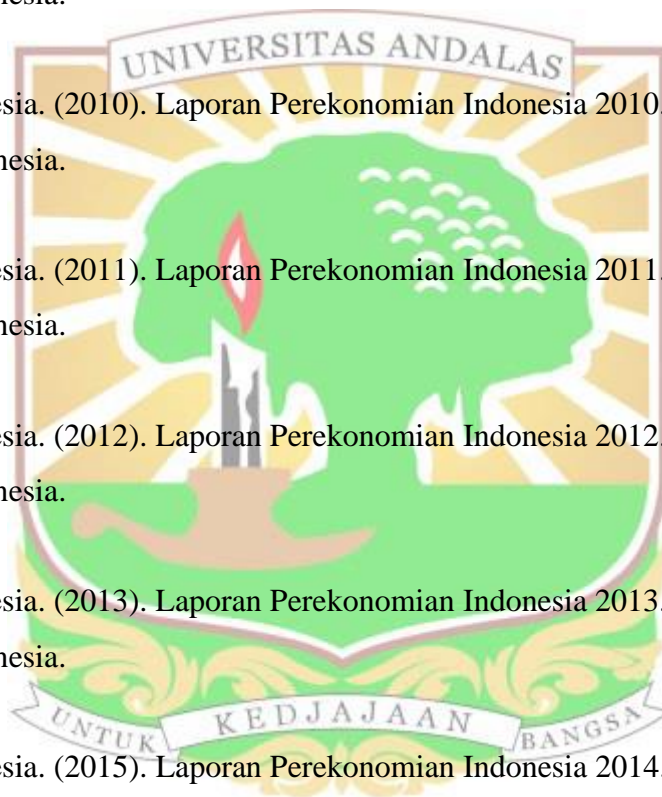 nesia.
UNIVERSITAS ANDALAS
esia. (2010). Laporan Perekonomian Indonesia 2010.
nesia.
esia. (2011). Laporan Perekonomian Indonesia 2011.
nesia.
esia. (2012). Laporan Perekonomian Indonesia 2012.
nesia.
esia. (2013). Laporan Perekonomian Indonesia 2013.
nesia.
UNTUK KEDJAJAAN BANGSA
esia. (2015). Laporan Perekonomian Indonesia 2014.